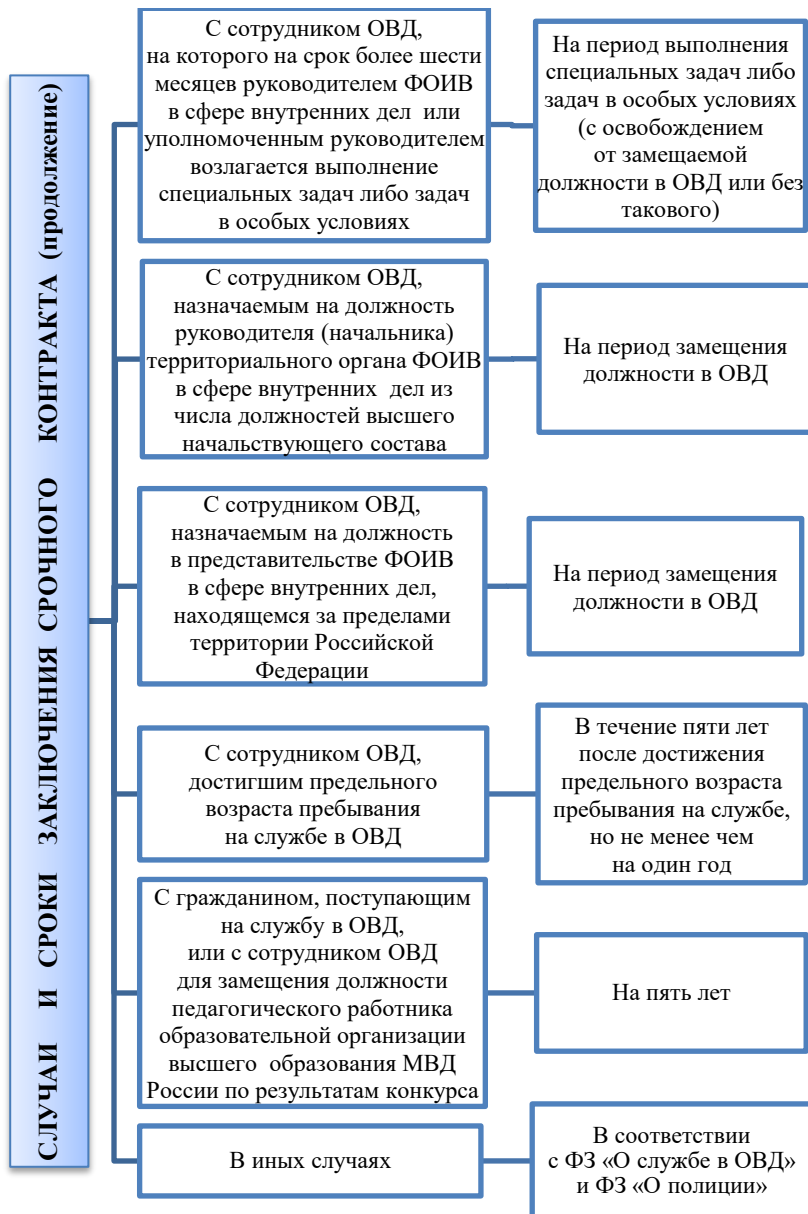 СЛУЧАИ И СРОКИ ЗАКЛЮЧЕНИЯ СРОЧНОГО КОНТРАКТА (продолжение)
С сотрудником ОВД,
на которого на срок более шести
месяцев руководителем ФОИВ
в сфере внутренних дел или
уполномоченным руководителем
возлагается выполнение
специальных задач либо задач
в особых условиях
На период выполнения
специальных задач либо
задач в особых условиях
(с освобождением
от замещаемой
должности в ОВД или без
такового)
С сотрудником ОВД,
назначаемым на должность
руководителя (начальника)
территориального органа ФОИВ
в сфере внутренних дел из
числа должностей высшего
начальствующего состава
На период замещения
должности в ОВД
С сотрудником ОВД,
назначаемым на должность
в представительстве ФОИВ
в сфере внутренних дел,
находящемся за пределами
территории Российской
Федерации
На период замещения
должности в ОВД
С сотрудником ОВД,
достигшим предельного
возраста пребывания
на службе в ОВД
В течение пяти лет
после достижения
предельного возраста
пребывания на службе,
но не менее чем
на один год
С гражданином, поступающим
на службу в ОВД,
или с сотрудником ОВД
для замещения должности
педагогического работника
образовательной организации
высшего образования МВД
России по результатам конкурса
На пять лет
В иных случаях
В соответствии
с ФЗ «О службе в ОВД»
и ФЗ «О полиции»